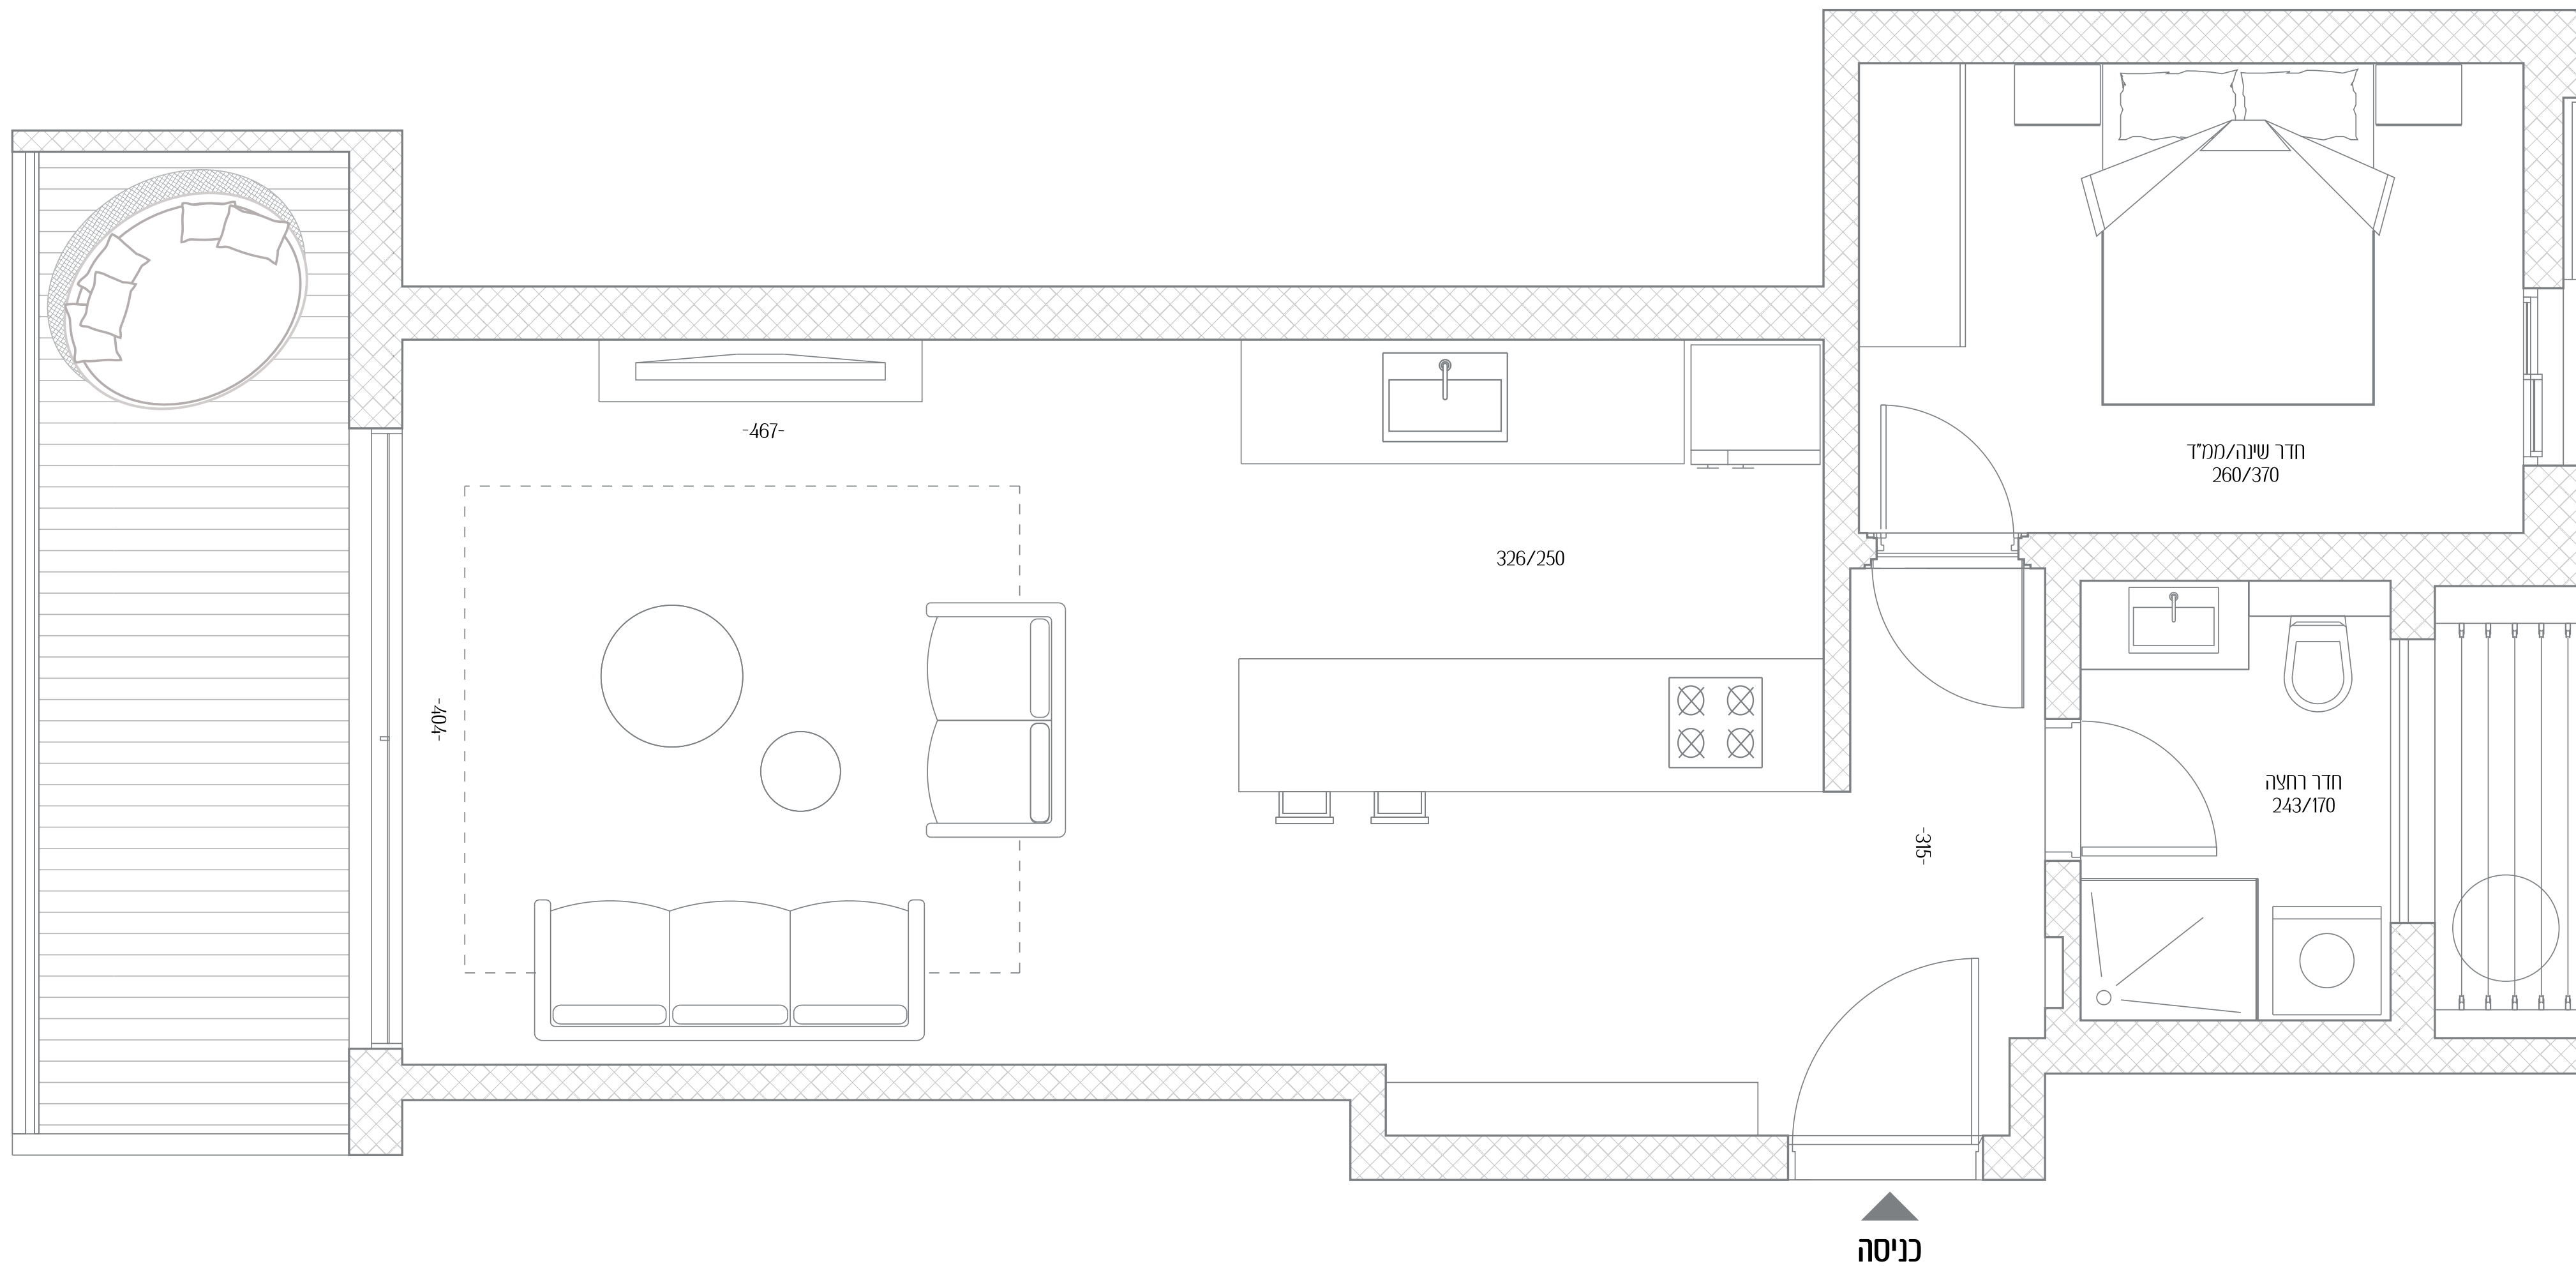 -467-
חדר שינה/ממ"ד
260/370
326/250
-404-
חדר רחצה
243/170
-315-
כניסה